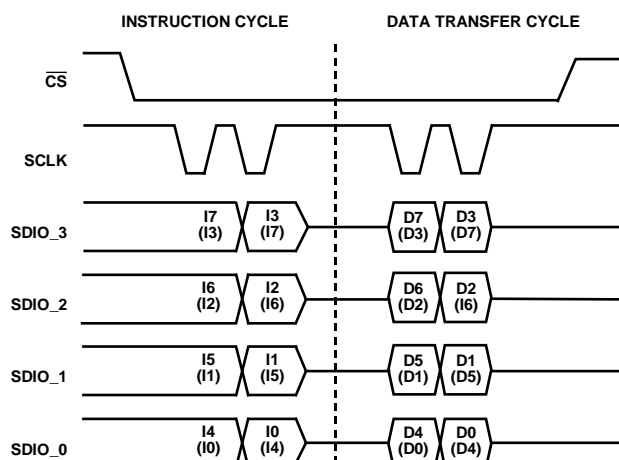 INSTRUCTION CYCLE DATA TRANSFER CYCLE
CS
SCLK
SDIO_3 I7 I3 D7 D3
(I3) (I7) (D3) (D7)
SDIO_2 I6 I2 D6 D2
(I2) (I6) (D2) (I6)
SDIO_1 I5 I1 D5 D1
(I1) (I5) (D1) (D5)
SDIO_0 I4 I0 D4 D0
(I0) (I4) (D0) (D4)